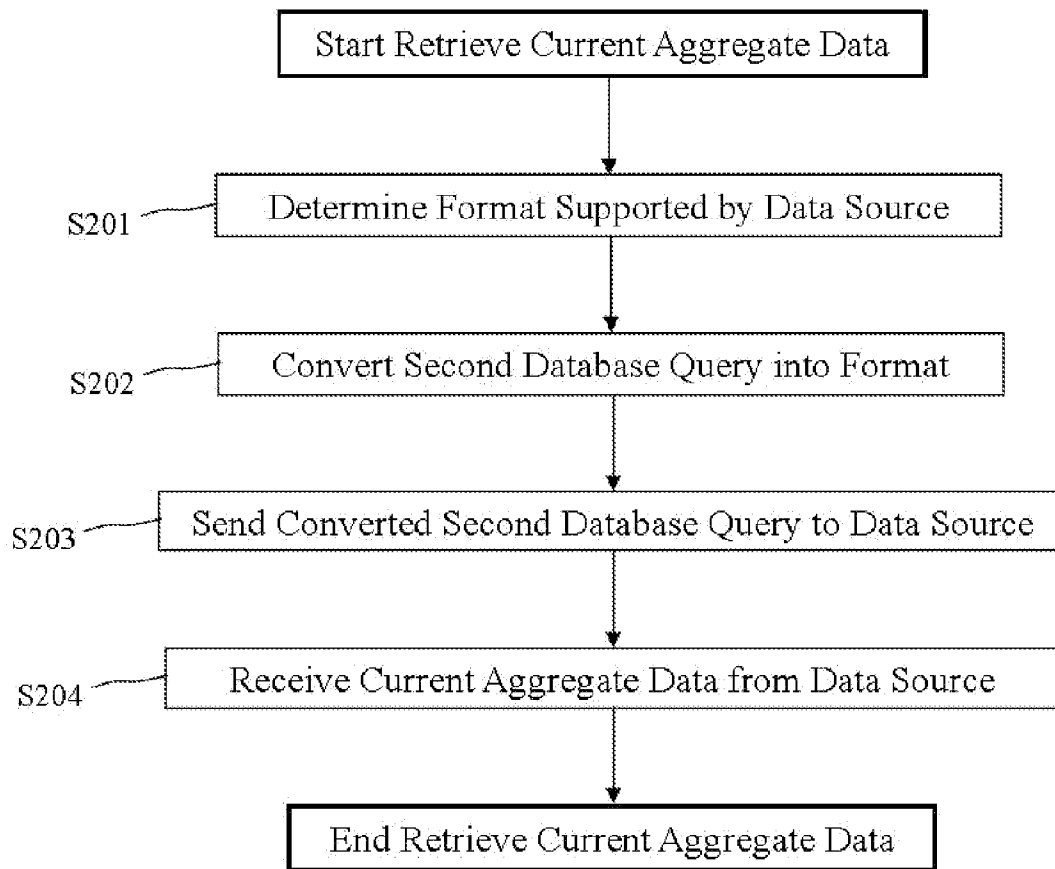 Start Retrieve Current Aggregate Data
S201
Determine Format Supported by Data Source
S202
Convert Second Database Query into Format
S203
Send Converted Second Database Query to Data Source
S204
Receive Current Aggregate Data from Data Source
End Retrieve Current Aggregate Data